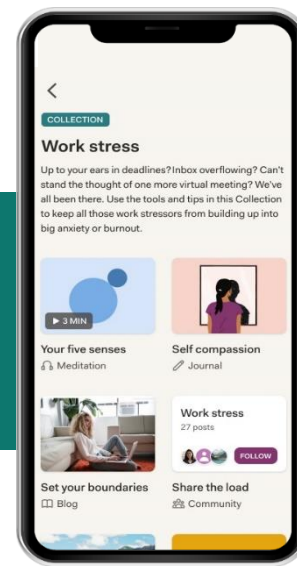 COLLECTION
Work stress
Up to your ears in deadlines?Inbox overflowing? Can't
stand the thought of one more virtual meeting? We've
all been there. Use the tools and tips in this Collection
to keep all those work stressors from building up into
big anxiety or burnout.
3 MIN
Your five senses
Meditation
Self compassion
Journal
Work stress
27 posts
FOLLOW
Set your boundaries
Blog
Share the load
Community